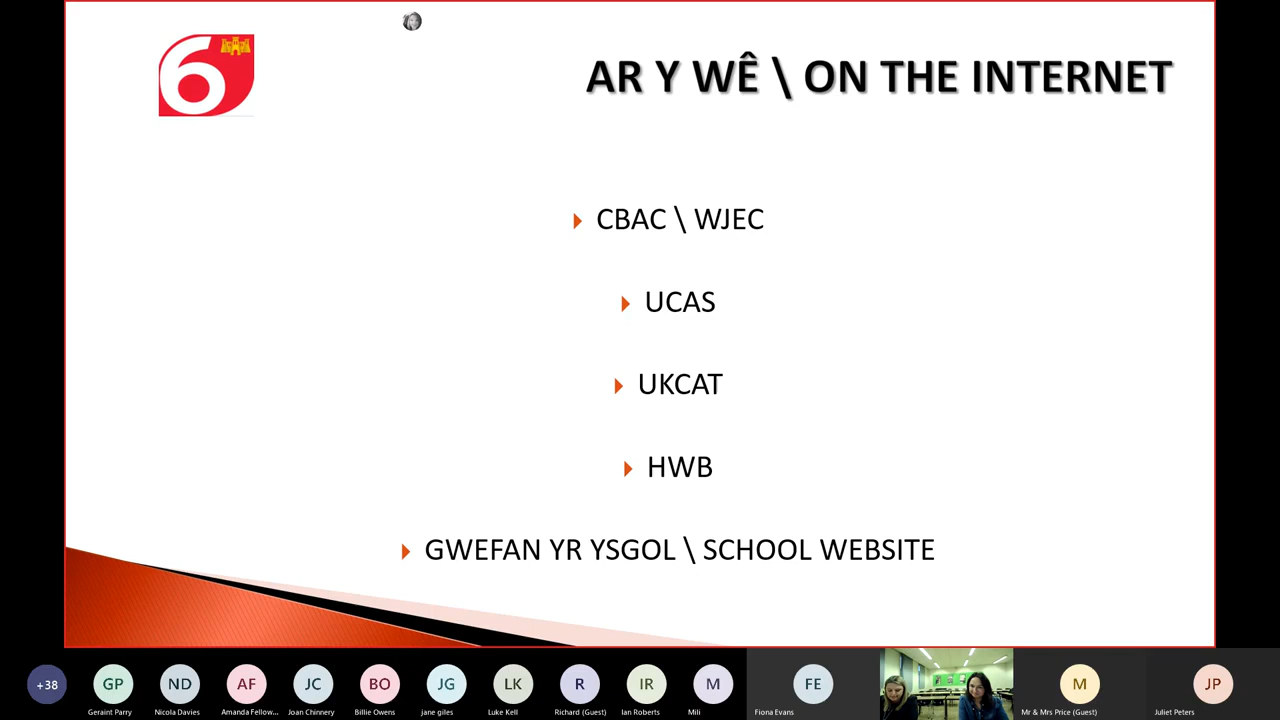 6
AR Y WÊ \ ON THE INTERNET
CBAC \ WJEC
UCAS
UKCAT
HWB
GWEFAN YR YSGOL \ SCHOOL WEBSITE
+38
GP
ND
AF
JC
BO
JG
LK
R
IR
M
FE
M
JP
Geraint Parry
Nicola Davies
Amanda Fellow...
Joan Chinnery
Billie Owens
jane giles
Luke Kell
Richard (Guest)
Ian Roberts
Mili
Fiona Evans
Mr & Mrs Price (Guest)
Juliet Peters